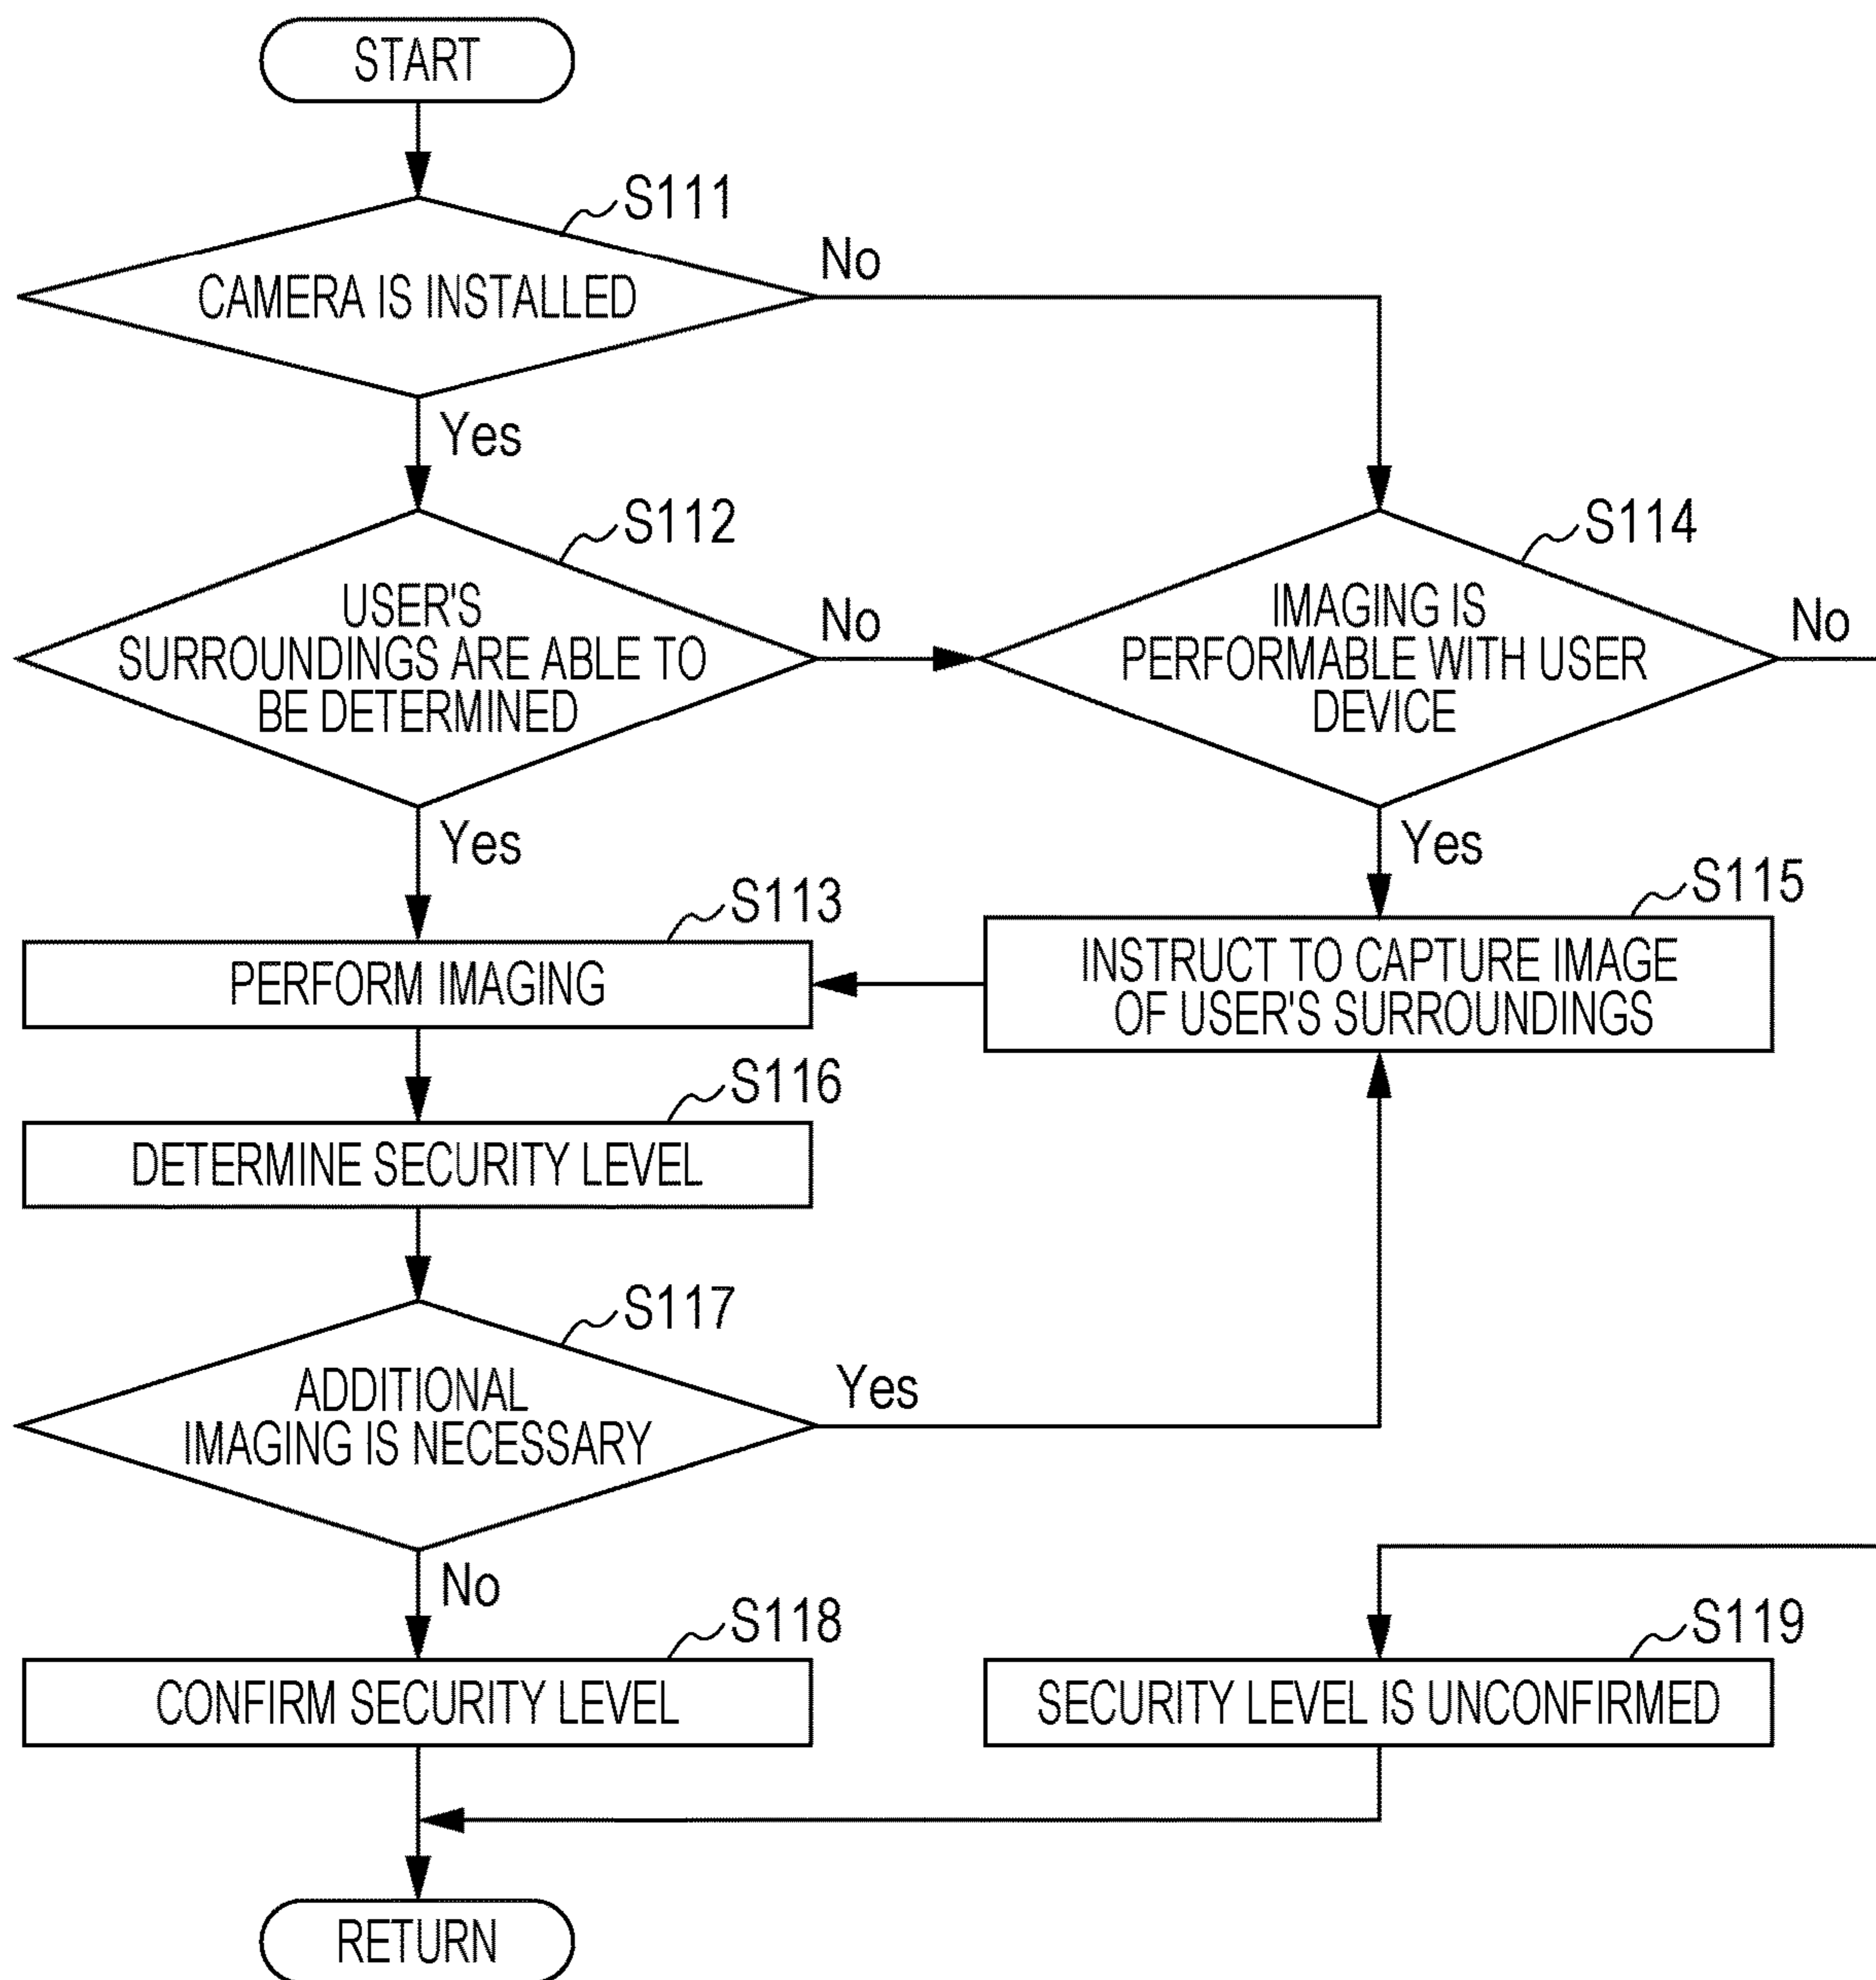 START
S111
CAMERA IS INSTALLED
No
Yes
S112
USER'S
SURROUNDINGS ARE ABLE TO
BE DETERMINED
No
S114
IMAGING IS
PERFORMABLE WITH USER
DEVICE
No
Yes
Yes
S113
PERFORM IMAGING
S115
INSTRUCT TO CAPTURE IMAGE
OF USER'S SURROUNDINGS
S116
DETERMINE SECURITY LEVEL
S117
ADDITIONAL
IMAGING IS NECESSARY
Yes
No
S118
CONFIRM SECURITY LEVEL
S119
SECURITY LEVEL IS UNCONFIRMED
RETURN